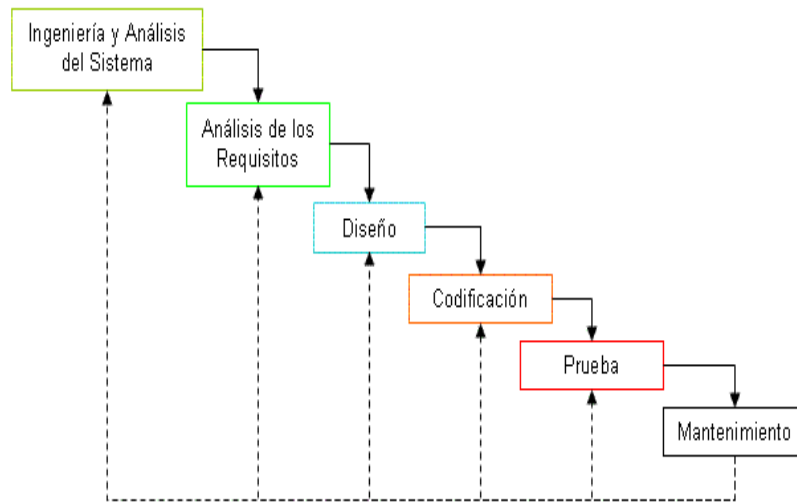 Ingeniería y Análisis
del Sistema
Análisis de los
Requisitos
Diseño
Codificación
Prueba
Mantenimiento